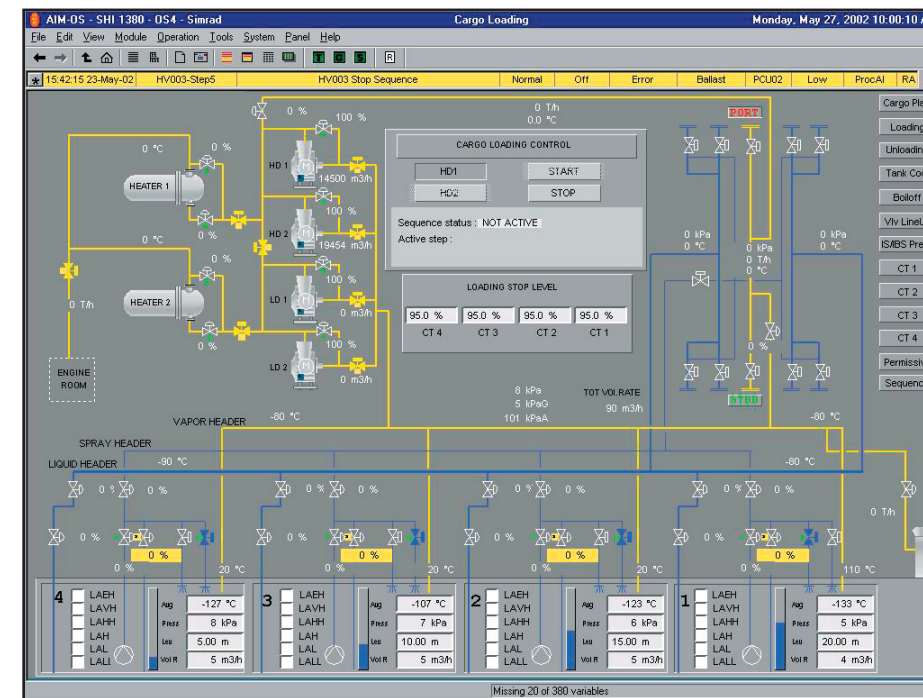 AIM-OS - SHI 1380 - OS4 - Simrad Cargo Loading Monday, May 27, 2002 10:00:10
File Edit View Module Operation Tools System Panel Help
T G S R
* 15:42:15 23-May-02 HV003-Step5 HV003 Stop Sequence Normal Off Error Ballast PCU02 Low ProcAl RA
0 % 100 % 0 T/h
0.0 °C
PORT
Cargo Pla
Loading
Unloadin
Tank Coo
Boiloff
Vlv LineU
IS/IBS Pre
CT 1
CT 2
CT 3
CT 4
Permissiv
Sequenc
0 °C 0 %
HEATER 1
0 %
0 °C
0 %
HEATER 2
0 %
0 T/h
ENGINE
ROOM
HD 1 M 14500 m3/h
100 %
HD 2 M 19454 m3/h
100 %
LD 1 M 0 m3/h
100 %
LD 2 M 0 m3/h
CARGO LOADING CONTROL
HD1 START
HD2 STOP
Sequence status : NOT ACTIVE
Active step :
LOADING STOP LEVEL
95.0 % 95.0 % 95.0 % 95.0 %
CT 4 CT 3 CT 2 CT 1
0 kPa
0 °C
0 kPa
0 T/h
0 °C
0 kPa
0 °C
0 %
STBD
8 kPa
5 kPaG
101 kPaA
TOT VOL.RATE
90 m3/h
VAPOR HEADER -80 °C -80 °C
SPRAY HEADER
LIQUID HEADER -90 °C -80 °C
0 % 0 % 0 % 0 % 0 % 0 % 0 % 0 %
0 T/h
0 % 0 % 0 % 0 %
0 % 0 % 0 % 0 %
0 % 20 °C 0 % 20 °C 0 % 20 °C 0 % 110 °C
4
LAEH
LAVH
LAHH
LAH
LAL
LALL
Avg -127 °C
Press 8 kPa
Lev 5.00 m
Vol R 5 m3/h
3
LAEH
LAVH
LAHH
LAH
LAL
LALL
Avg -107 °C
Press 7 kPa
Lev 10.00 m
Vol R 5 m3/h
2
LAEH
LAVH
LAHH
LAH
LAL
LALL
Avg -123 °C
Press 6 kPa
Lev 15.00 m
Vol R 5 m3/h
1
LAEH
LAVH
LAHH
LAH
LAL
LALL
Avg -133 °C
Press 5 kPa
Lev 20.00 m
Vol R 4 m3/h
Missing 20 of 380 variables